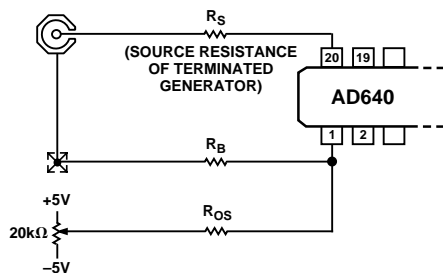 R_S
(SOURCE RESISTANCE
OF TERMINATED
GENERATOR)
20 19
AD640
1 2
R_B
+5V
R_OS
20kΩ
–5V